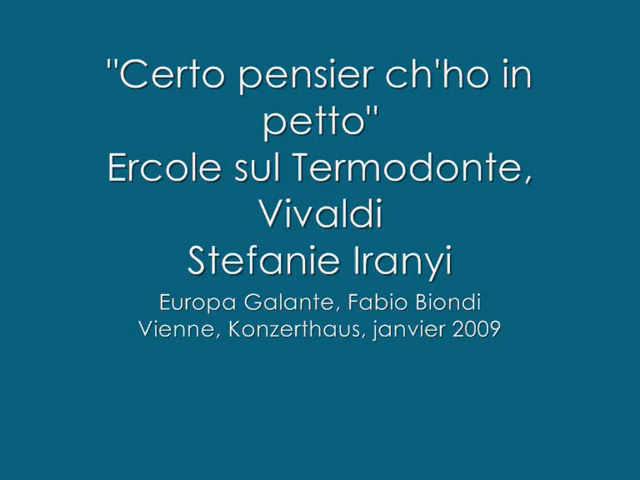 "Certo pensier ch'ho in
petto"
Ercole sul Termodonte,
Vivaldi
Stefanie Iranyi
Europa Galante, Fabio Biondi
Vienne, Konzerthaus, janvier 2009